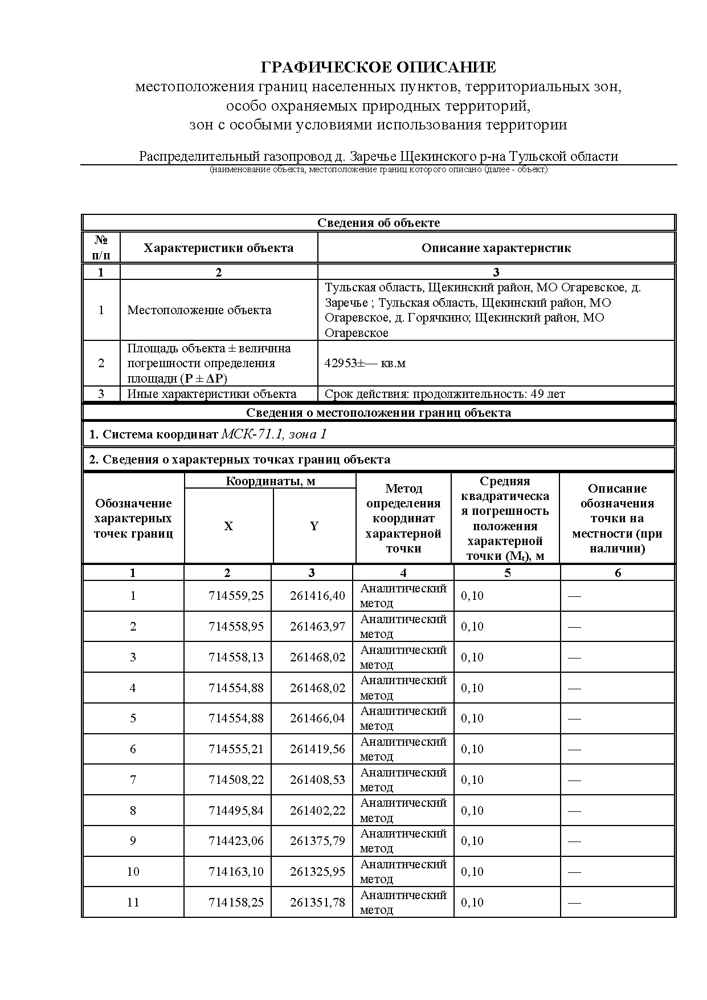 ГРАФИЧЕСКОЕ ОПИСАНИЕ
местоположения границ населенных пунктов, территориальных зон,
особо охраняемых природных территорий,
зон с особыми условиями использования территории
Распределительный газопровод д. Заречье Щекинского р-на Тульской области
(наименование объекта, местоположение границ которого описано (далее - объект)
Сведения об объекте
№
п/п
Характеристики объекта
Описание характеристик
1 2 3
1
Местоположение объекта
Тульская область, Щекинский район, МО Огаревское, д.
Заречье ; Тульская область, Щекинский район, МО
Огаревское, д. Горячкино; Щекинский район, МО
Огаревское
2
Площадь объекта ± величина
погрешности определения
площади (P ± ΔP)
42953±— кв.м
3 Иные характеристики объекта Срок действия: продолжительность: 49 лет
Сведения о местоположении границ объекта
1. Система координат МСК-71.1, зона 1
2. Сведения о характерных точках границ объекта
Обозначение
характерных
точек границ
Координаты, м
X Y
Метод
определения
координат
характерной
точки
Средняя
квадратическа
я погрешность
положения
характерной
точки (Mt), м
Описание
обозначения
точки на
местности (при
наличии)
1 2 3 4 5 6
1 714559,25 261416,40 Аналитический
метод
0,10 —
2 714558,95 261463,97 Аналитический
метод
0,10 —
3 714558,13 261468,02 Аналитический
метод
0,10 —
4 714554,88 261468,02 Аналитический
метод
0,10 —
5 714554,88 261466,04 Аналитический
метод
0,10 —
6 714555,21 261419,56 Аналитический
метод
0,10 —
7 714508,22 261408,53 Аналитический
метод
0,10 —
8 714495,84 261402,22 Аналитический
метод
0,10 —
9 714423,06 261375,79 Аналитический
метод
0,10 —
10 714163,10 261325,95 Аналитический
метод
0,10 —
11 714158,25 261351,78 Аналитический
метод
0,10 —